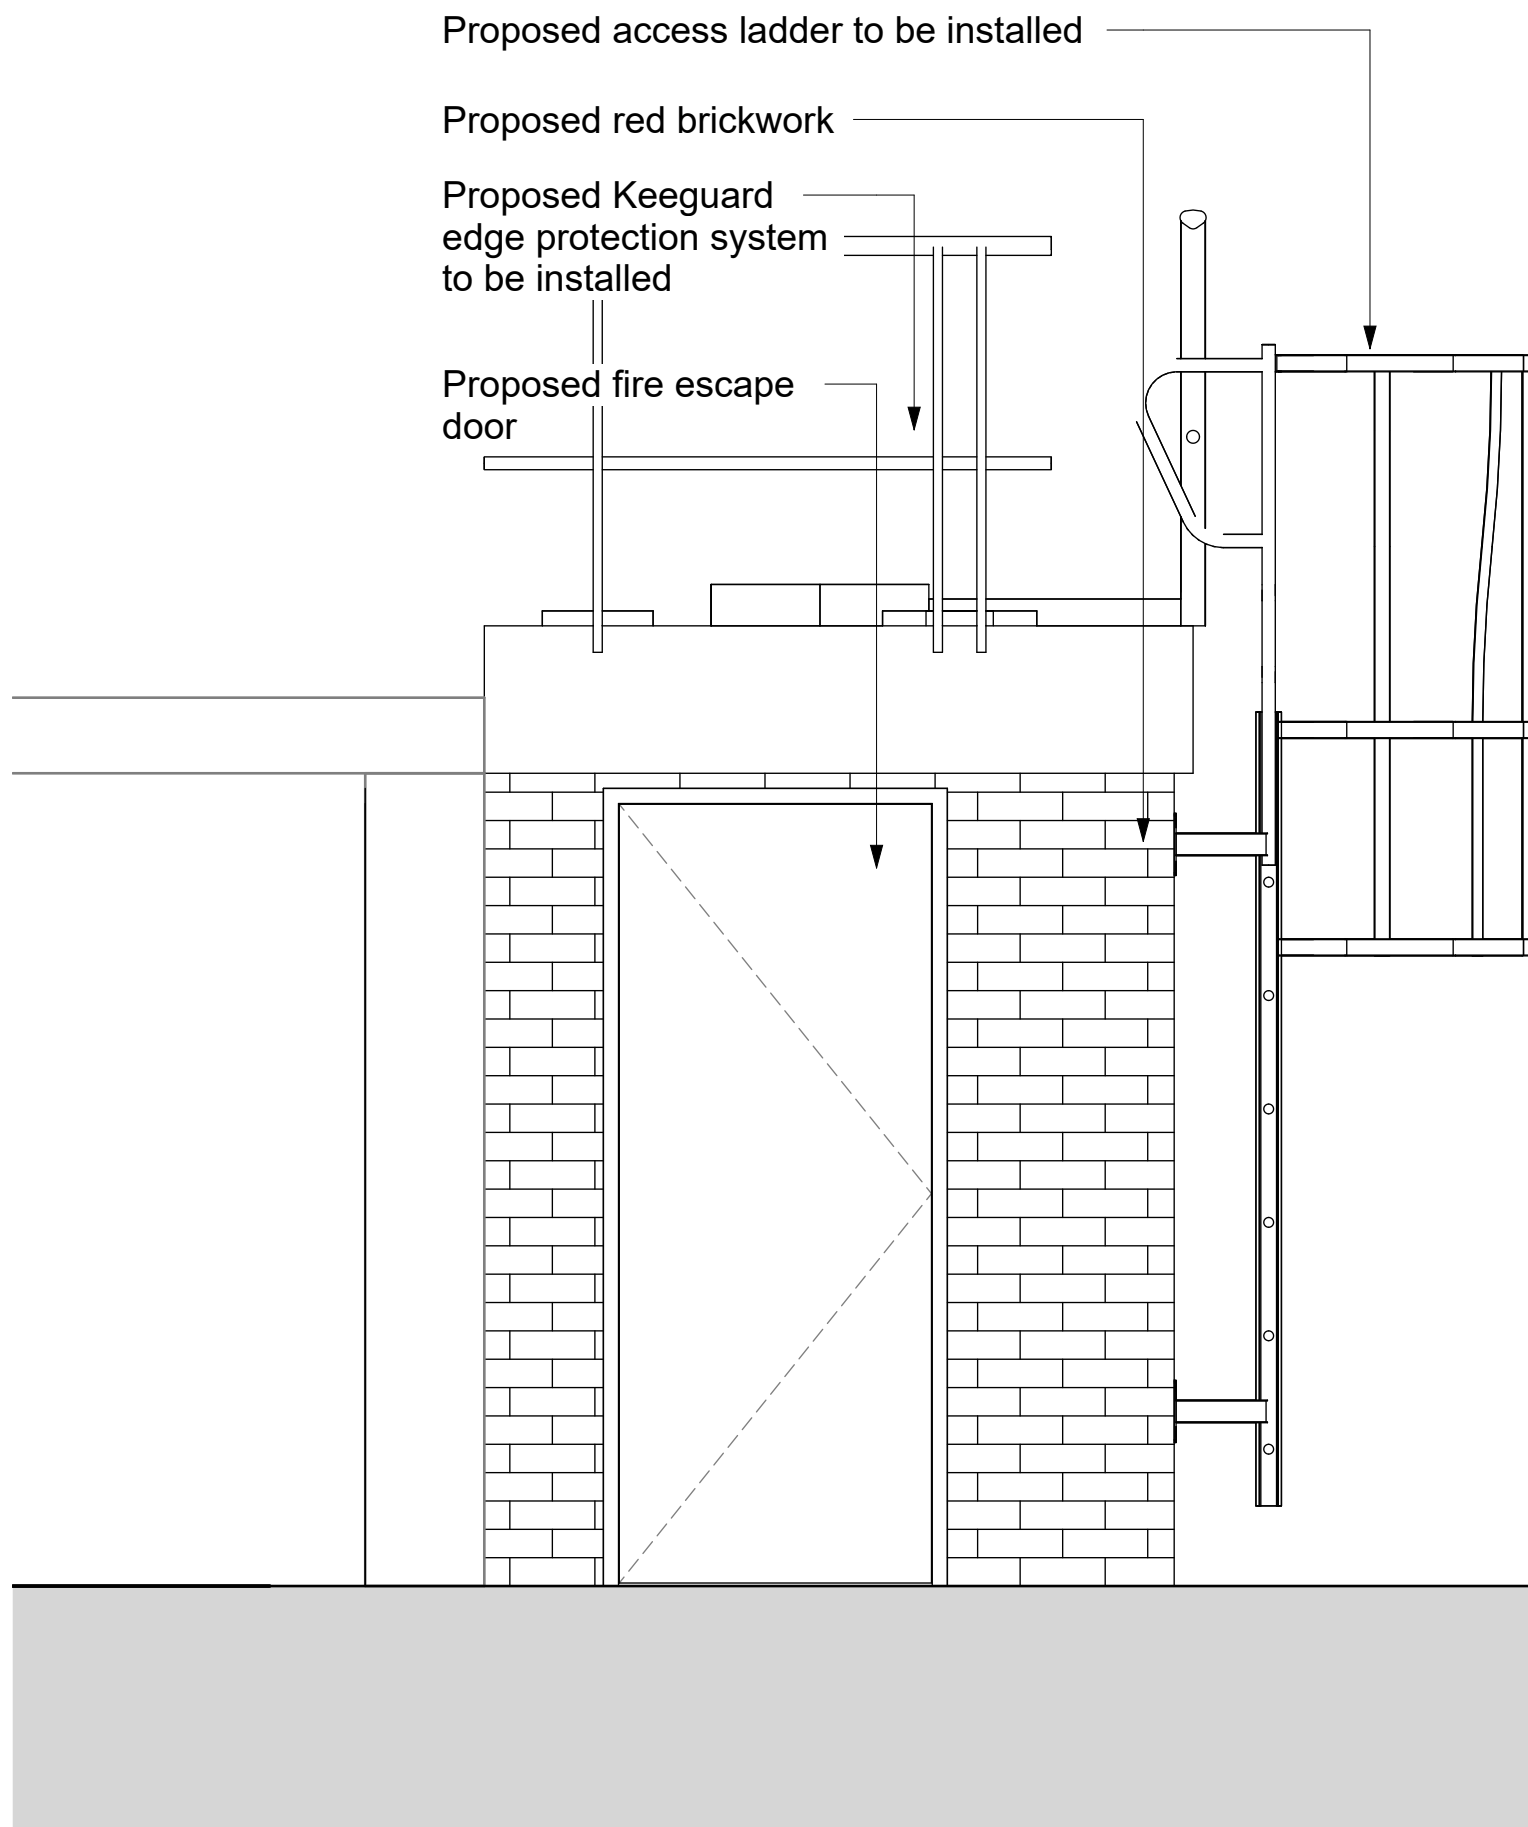 Proposed access ladder to be installed
Proposed red brickwork
Proposed Keeguard
edge protection system
to be installed
Proposed fire escape
door